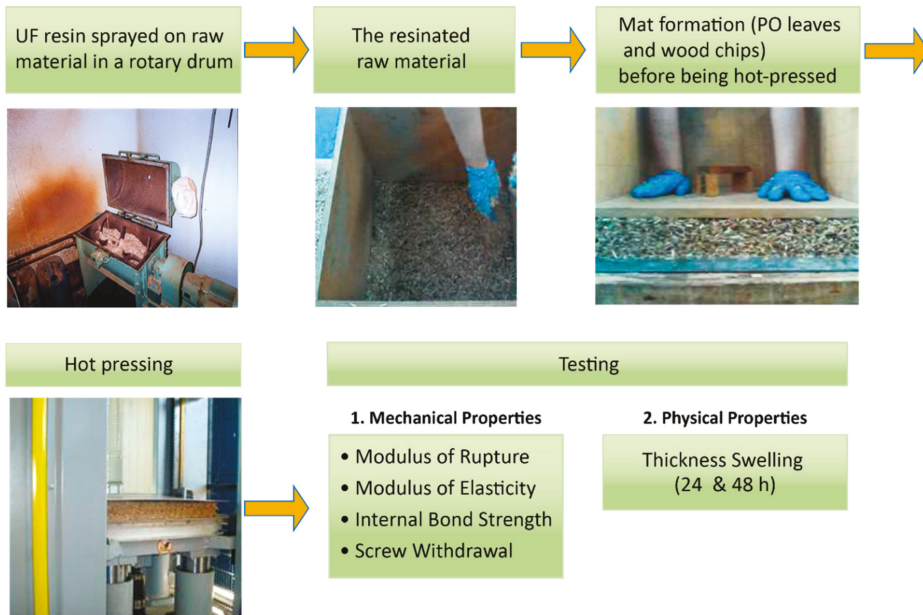 UF resin sprayed on raw
material in a rotary drum
The resinated
raw material
Mat formation (PO leaves
and wood chips)
before being hot-pressed
Hot pressing
Testing
1. Mechanical Properties
• Modulus of Rupture
• Modulus of Elasticity
• Internal Bond Strength
• Screw Withdrawal
2. Physical Properties
Thickness Swelling
(24 & 48 h)